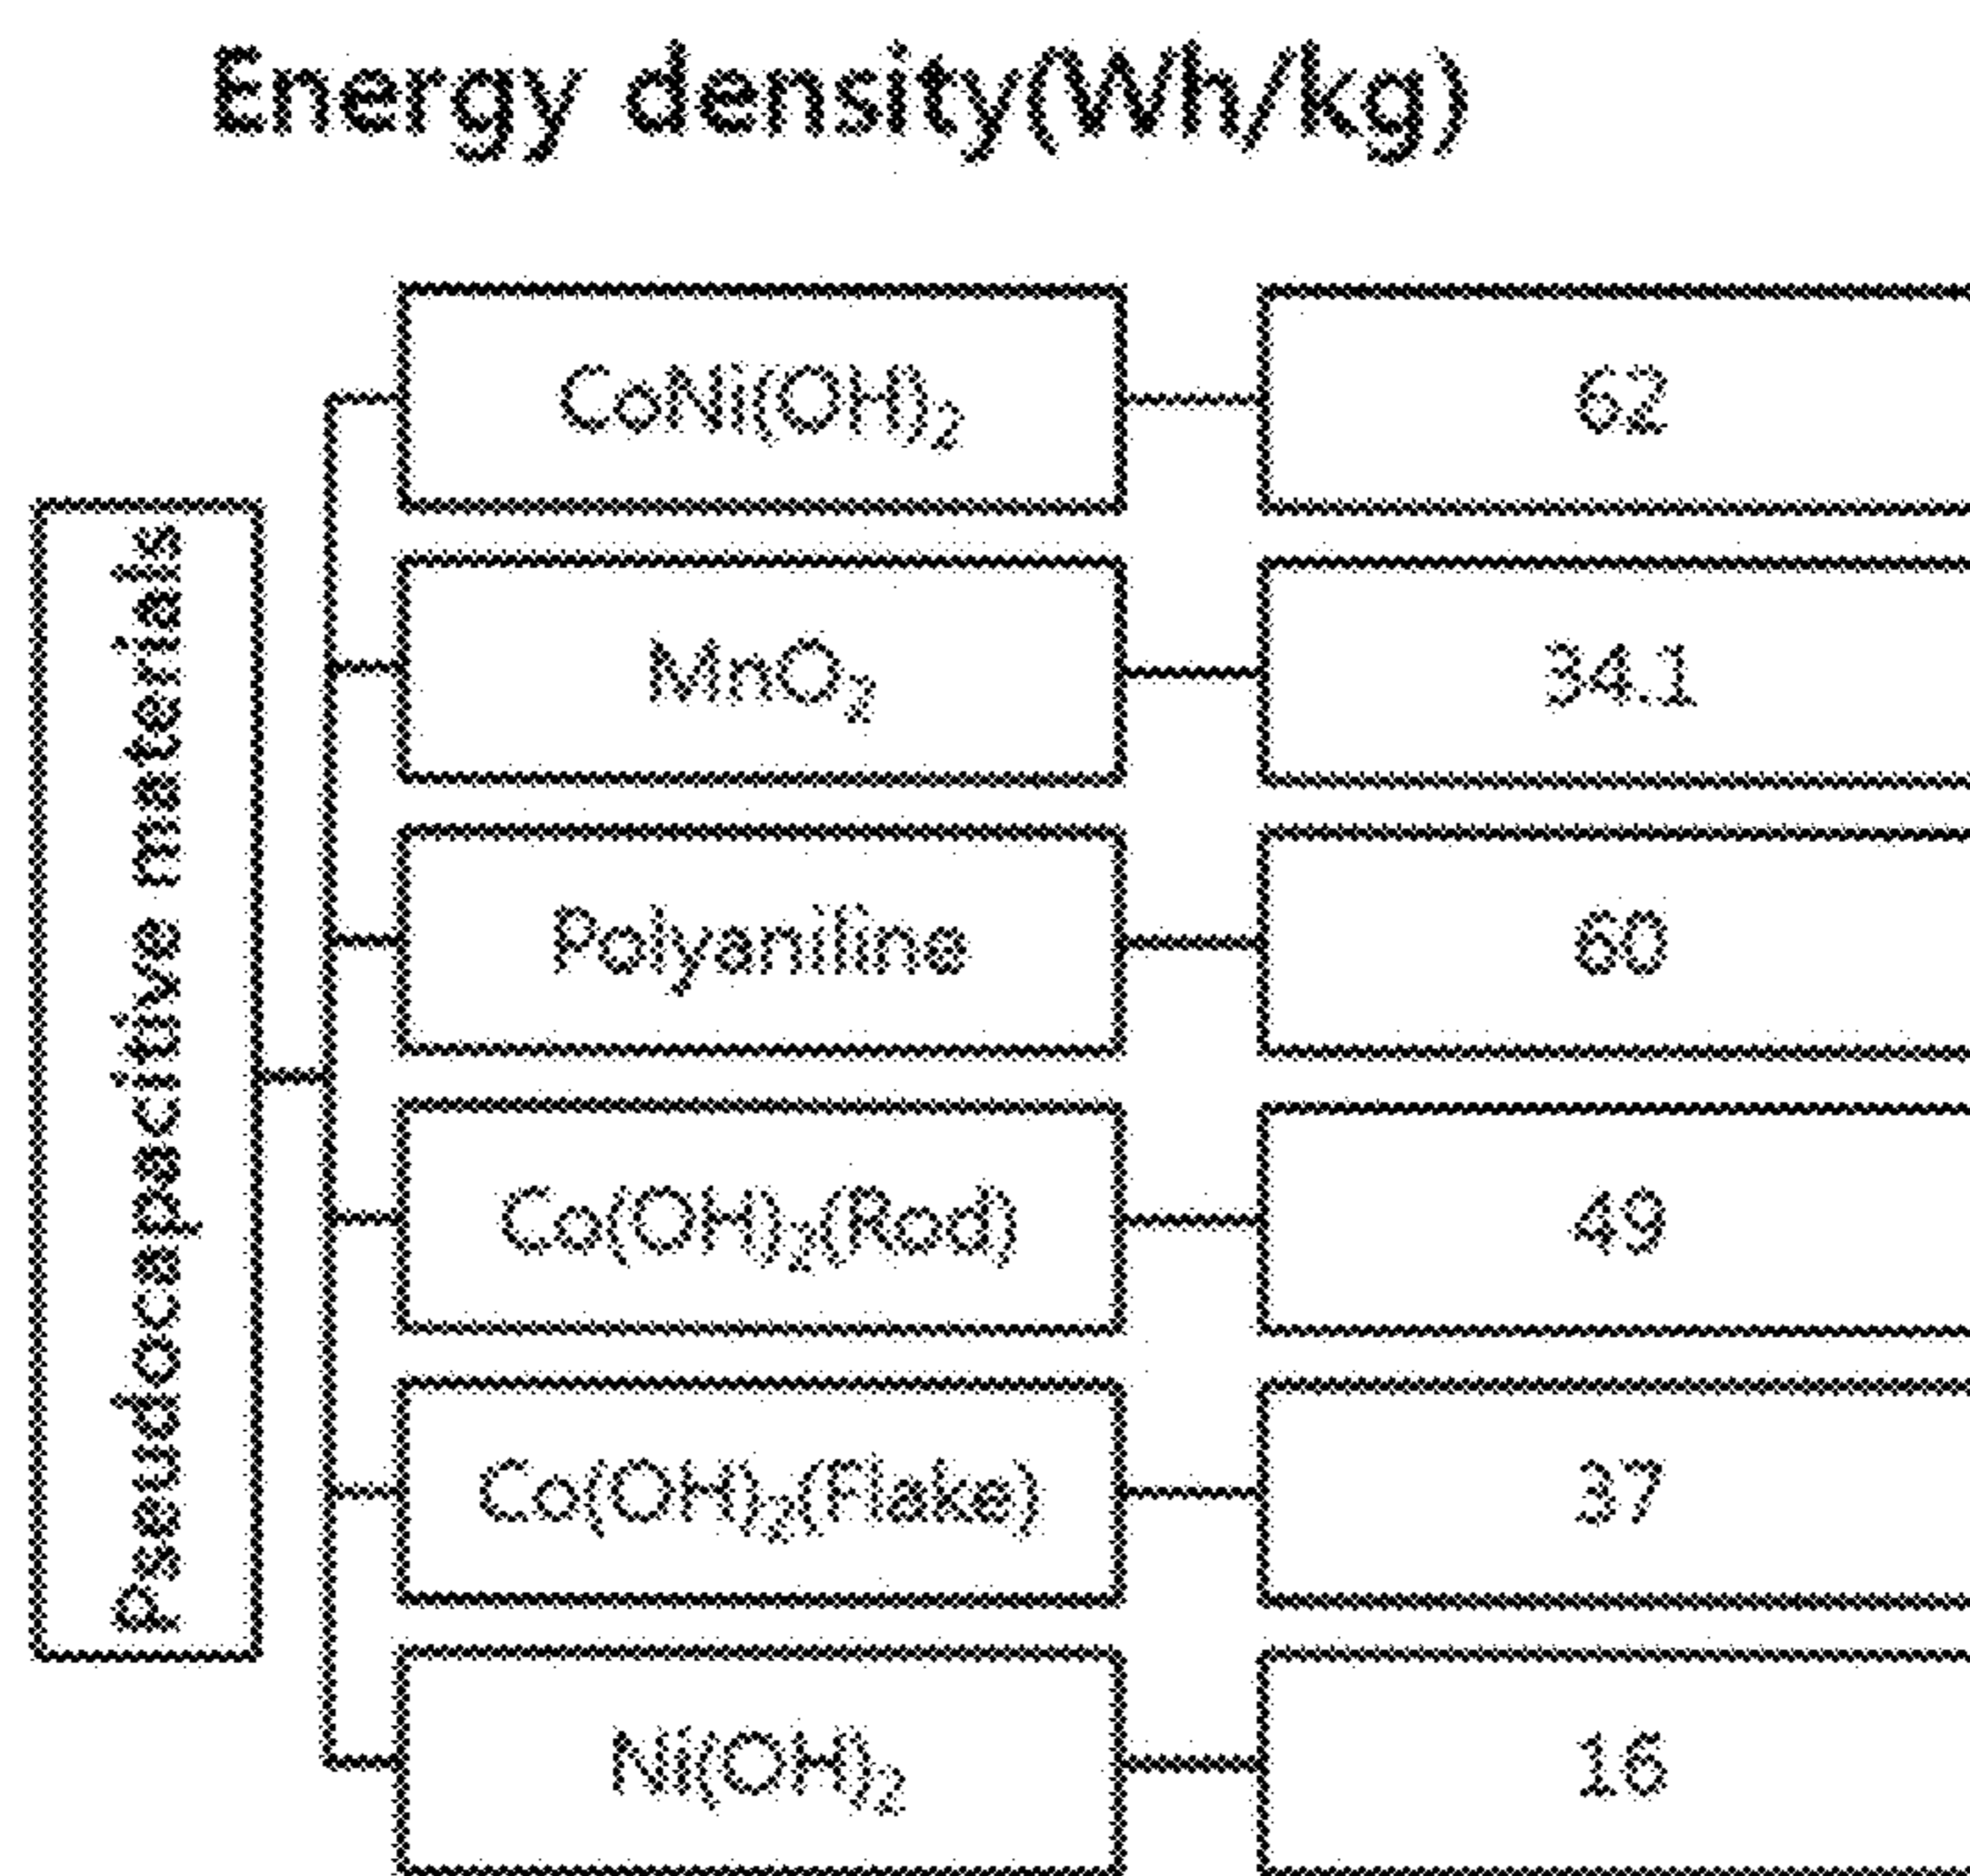 Energy density(Wh/kg)
Pseudocapacitive materials
CoNi(OH)₂ 62
MnO₂ 34.1
Polyaniline 60
Co(OH)₂(Rod) 49
Co(OH)₂(Flake) 37
Ni(OH)₂ 16